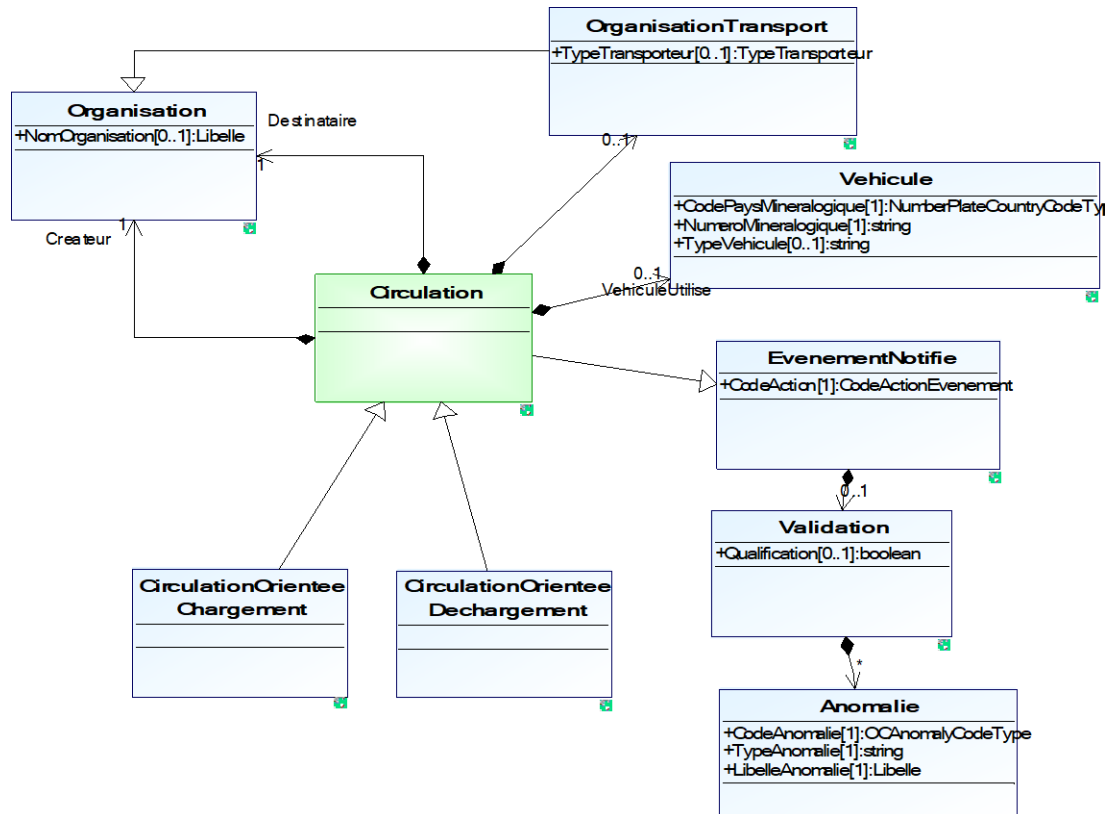 OrganisationTransport
+TypeTransporteur[0..1]:TypeTransporteur
Organisation
+NomOrganisation[0..1]:Libelle
Destinataire
1
0..1
Vehicule
+CodePaysMineralogique[1]:NumberPlateCountryCodeTyp
+NumeroMineralogique[1]:string
+TypeVehicule[0..1]:string
1
Createur
0..1
VehiculeUtilise
Circulation
EvenementNotifie
+CodeAction[1]:CodeActionEvenement
0..1
Validation
+Qualification[0..1]:boolean
CirculationOrientee
Chargement
CirculationOrientee
Dechargement
*
Anomalie
+CodeAnomalie[1]:OCAnomalyCodeType
+TypeAnomalie[1]:string
+LibelleAnomalie[1]:Libelle